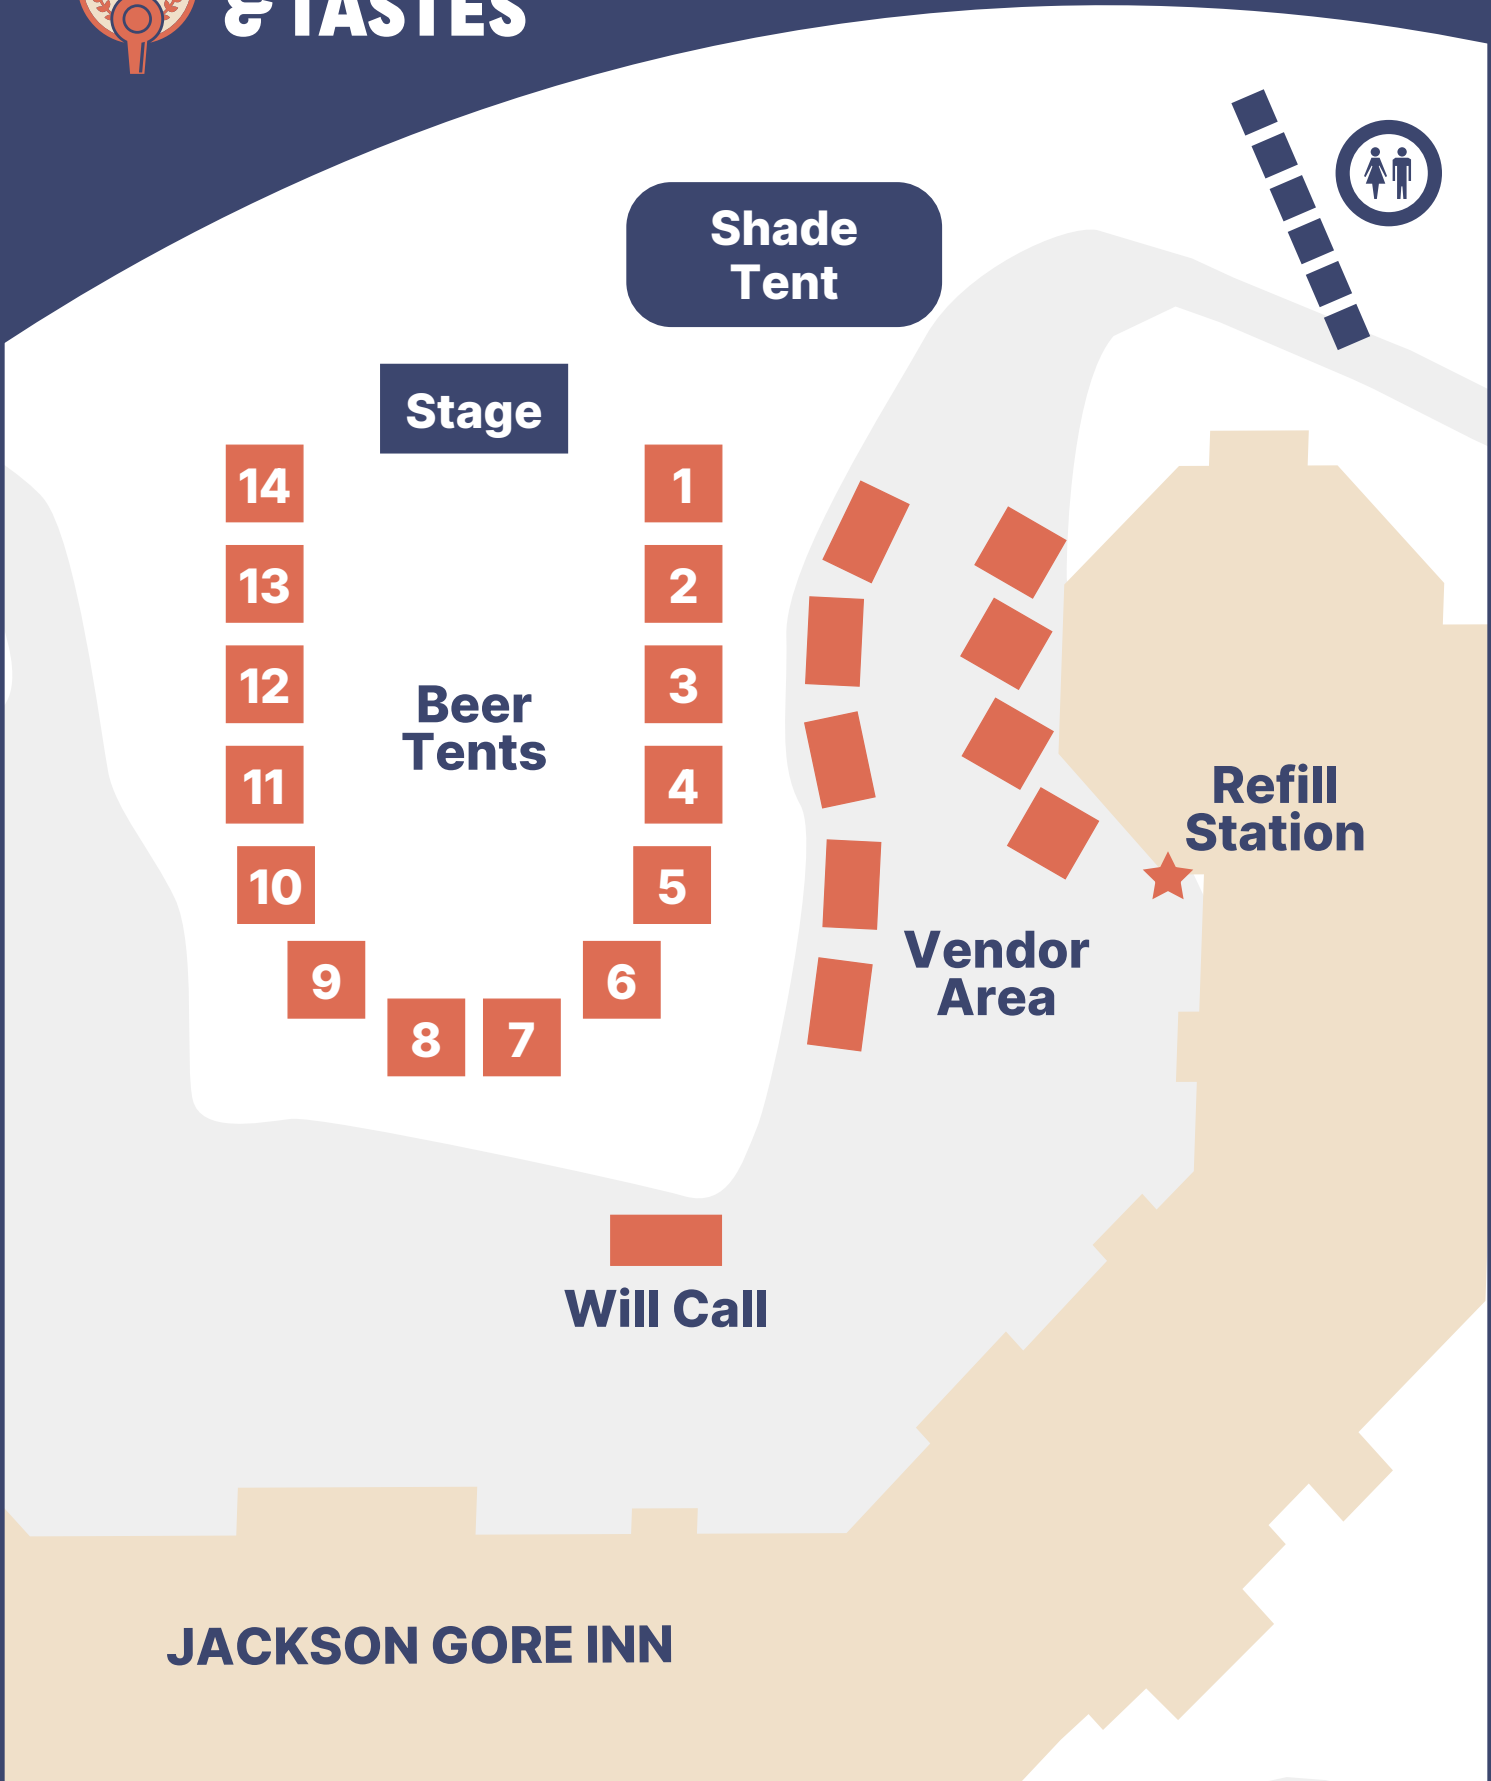 & TASTES
Shade
Tent
Stage
14
1
13
2
12
3
Beer
Tents
11
4
Refill
Station
10
5
Vendor
Area
9
6
8
7
Will Call
JACKSON GORE INN